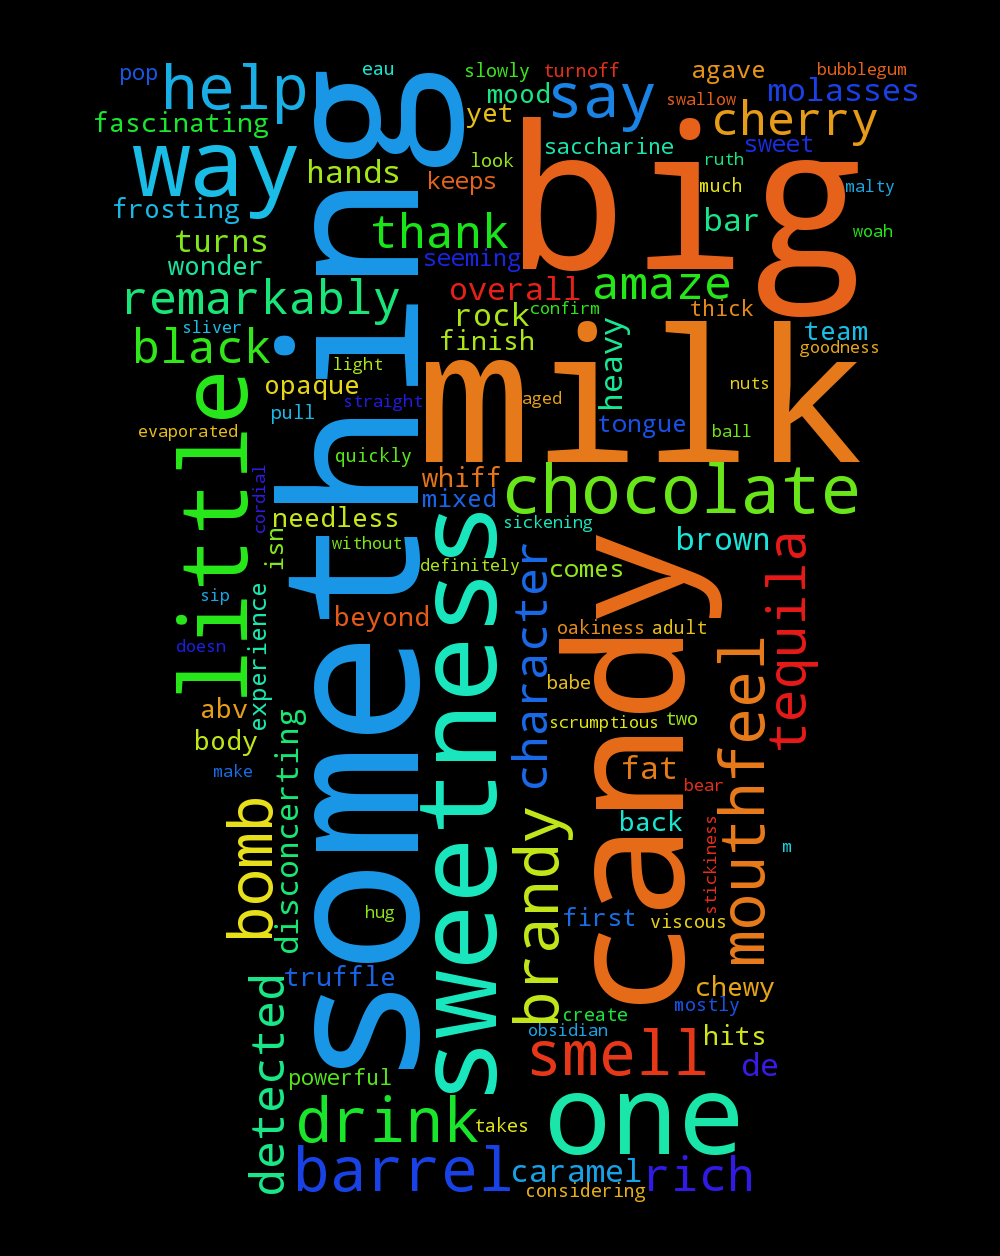 eau
slowly
turnoff
agave
bubblegum
pop
help
mood
say
swallow
molasses
fascinating
yet
cherry
way
hands
look
saccharine
ruth
sweet
keeps
much
malty
frosting
big
bar
woah
turns
thank
seeming
wonder
remarkably
overall
amaze
confirm
thick
sliver
rock
team
black
finish
heavy
goodness
light
milk
opaque
nuts
straight
aged
pull
tongue
ball
evaporated
something
little
quickly
whiff
mixed
chocolate
cordial
needless
sickening
isn
without
brown
definitely
comes
sweetness
tequila
sip
experience
beyond
character
oakiness
adult
doesn
candy
babe
mouthfeel
abv
scrumptious
two
body
disconcerting
fat
make
bear
bomb
back
brandy
stickiness
m
hug
first
viscous
truffle
chewy
detected
mostly
create
obsidian
smell
hits
powerful
de
drink
takes
one
barrel
caramel
rich
considering